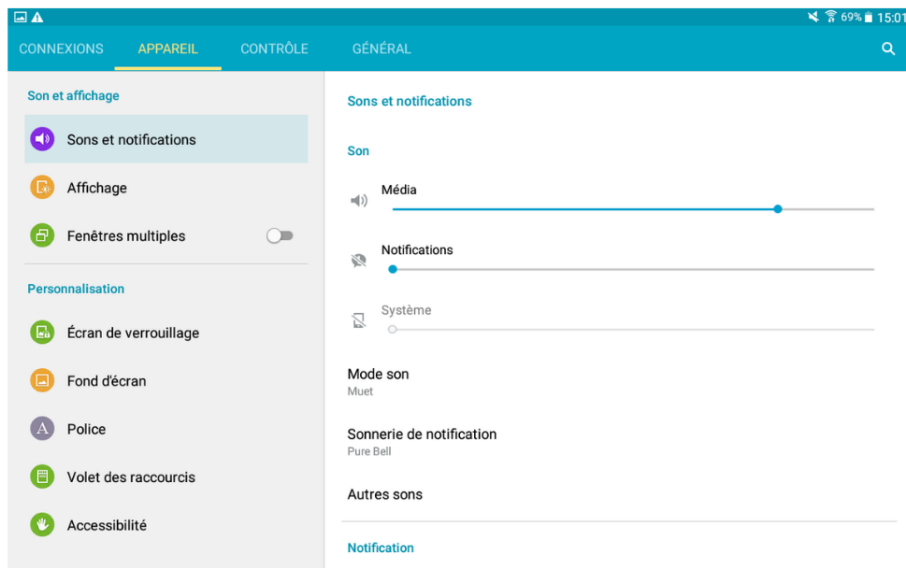 69% 15:01
CONNEXIONS APPAREIL CONTRÔLE GÉNÉRAL
Son et affichage
Sons et notifications
Affichage
Fenêtres multiples
Personnalisation
Écran de verrouillage
Fond d'écran
A Police
Volet des raccourcis
Accessibilité
Sons et notifications
Son
Média
Notifications
Système
Mode son
Muet
Sonnerie de notification
Pure Bell
Autres sons
Notification